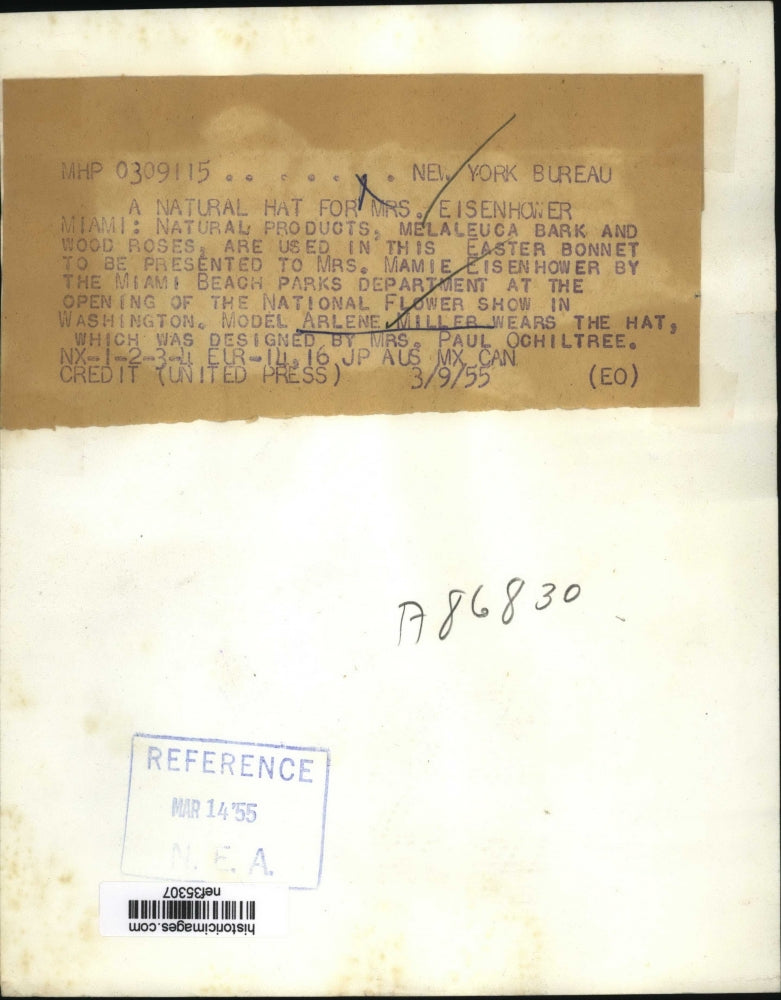 MHP 0309115 . . . . . . . NEW YORK BUREAU
A NATURAL HAT FOR MRS. EISENHOWER
MIAMI: NATURAL PRODUCTS, MELALEUCA BARK AND
WOOD ROSES, ARE USED IN THIS EASTER BONNET
TO BE PRESENTED TO MRS. MAMIE EISENHOWER BY
THE MIAMI BEACH PARKS DEPARTMENT AT THE
OPENING OF THE NATIONAL FLOWER SHOW IN
WASHINGTON. MODEL ARLENE MILLER WEARS THE HAT,
WHICH WAS DESIGNED BY MRS. PAUL OCHILTREE.
NX-1-2-3-4 EUR-14,16 JP AUS MX CAN
CREDIT (UNITED PRESS) 3/9/55 (EO)
A86830
REFERENCE
MAR 14 '55
N. E. A.
nef35307
historicimages.com